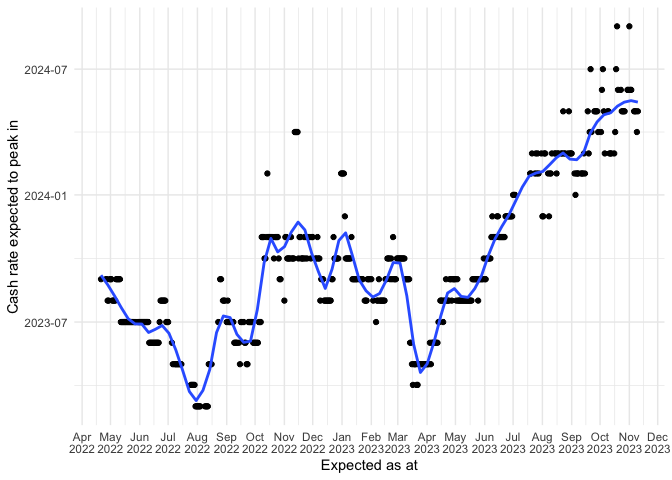 Cash rate expected to peak in
2024-07
2024-01
2023-07
Apr May Jun Jul Aug Sep Oct Nov Dec Jan Feb Mar Apr May Jun Jul Aug Sep Oct Nov Dec
2022 2022 2022 2022 2022 2022 2022 2022 2022 2023 2023 2023 2023 2023 2023 2023 2023 2023 2023 2023 2023
Expected as at